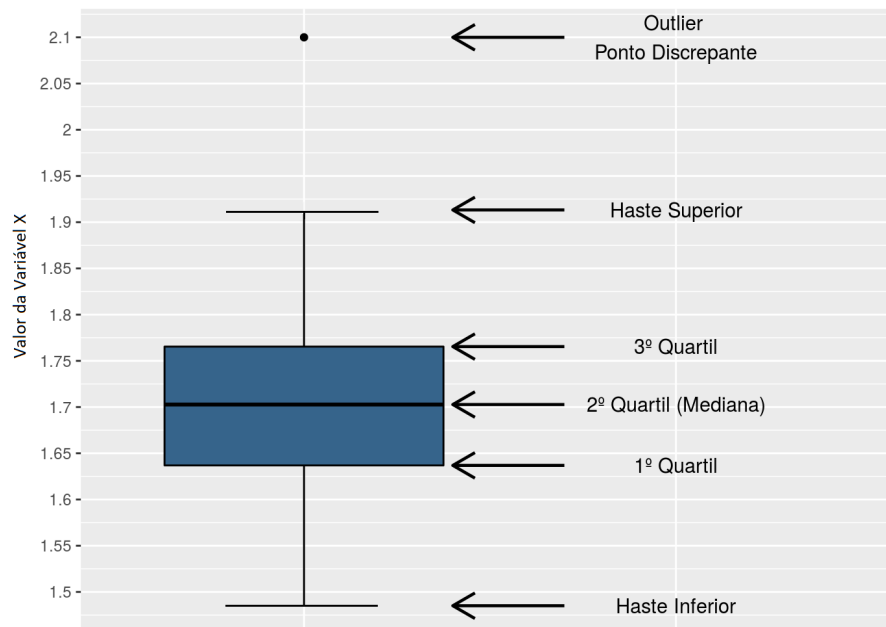 Outlier
Ponto Discrepante
2.1
2.05
2
1.95
Haste Superior
1.9
1.85
1.8
3º Quartil
1.75
2º Quartil (Mediana)
1.7
1.65
1º Quartil
1.6
1.55
1.5
Haste Inferior
Valor da Variável X